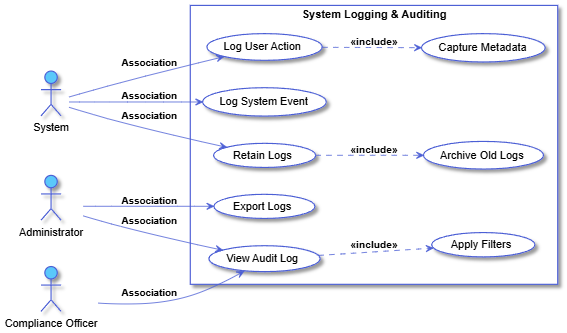 System Logging & Auditing
Log User Action
«include»
Capture Metadata
Association
Association
Log System Event
Association
System
Retain Logs
«include»
Archive Old Logs
Association
Export Logs
Association
Administrator
View Audit Log
«include»
Apply Filters
Association
Compliance Officer